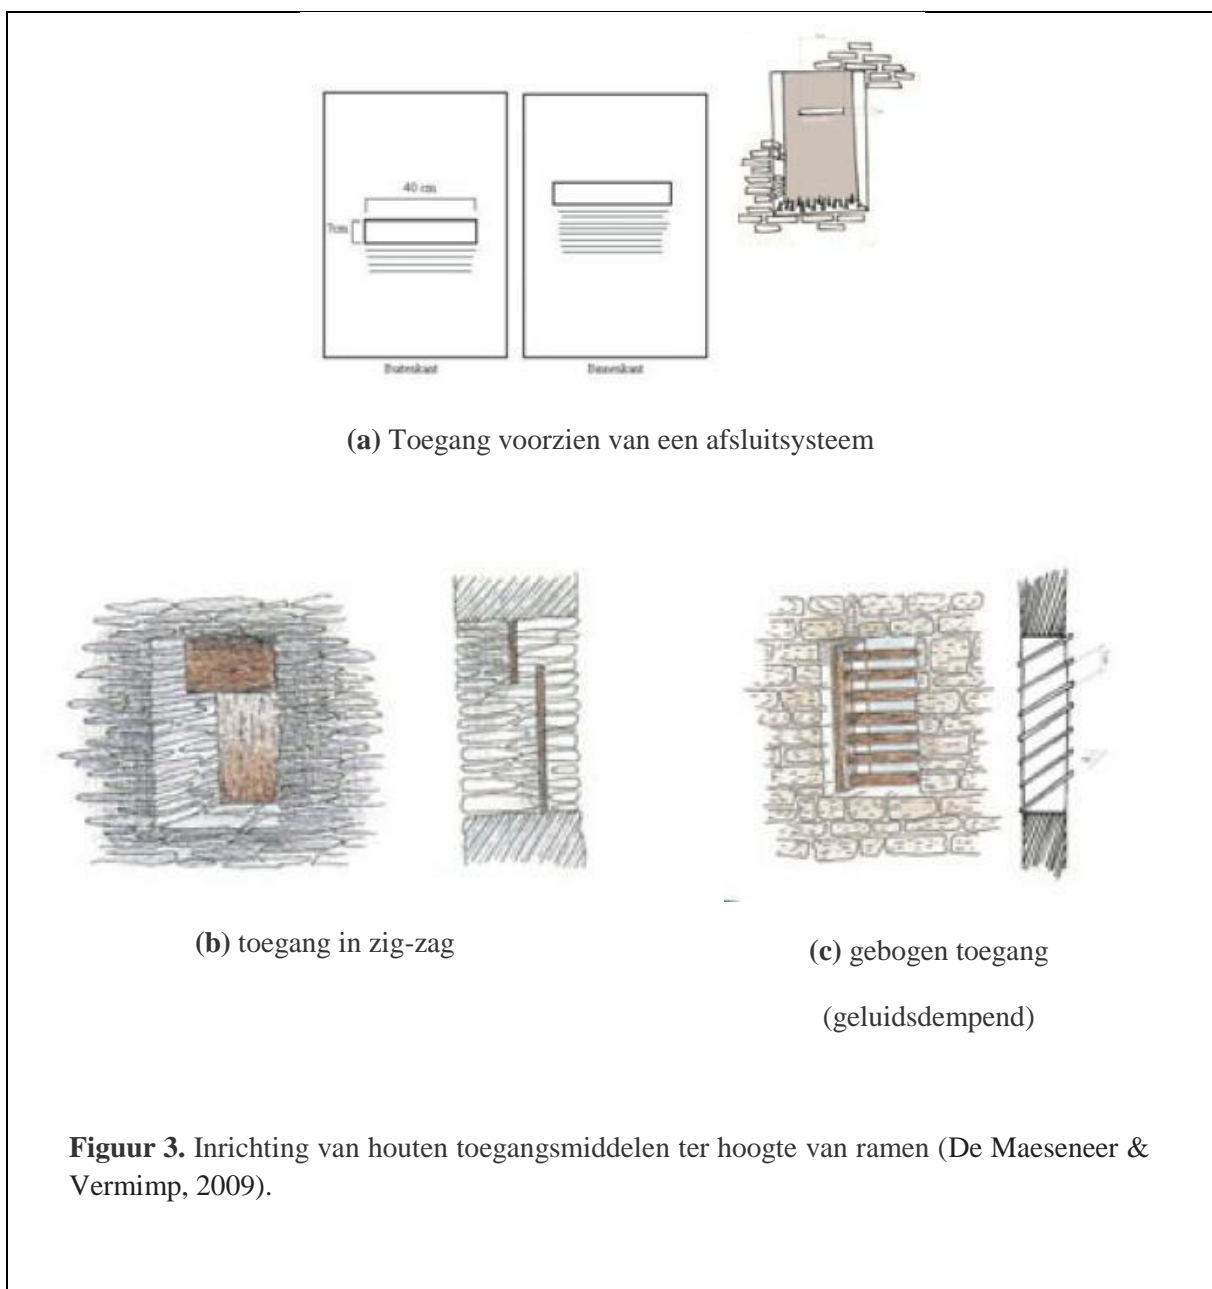 40 cm
7cm
Buitenkant
Binnenkant
(a) Toegang voorzien van een afsluitsysteem
(b) toegang in zig-zag
(c) gebogen toegang
(geluidsdempend)
Figuur 3. Inrichting van houten toegangsmiddelen ter hoogte van ramen (De Maeseneer &
Vermimp, 2009).